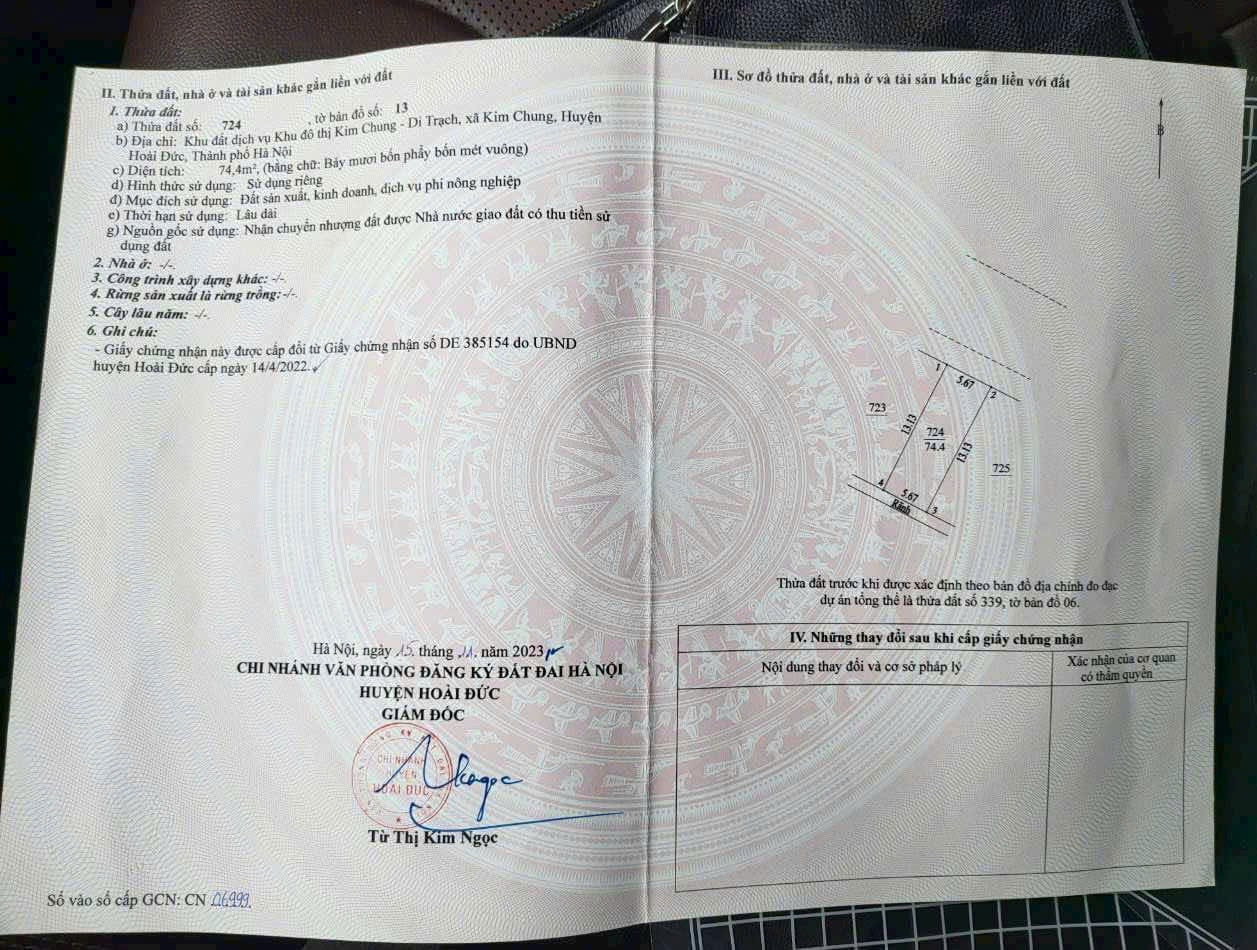 II. Thửa đất, nhà ở và tài sản khác gắn liền với đất
1. Thửa đất:
a) Thửa đất số: 724 , tờ bản đồ số: 13
b) Địa chỉ: Khu đất dịch vụ Khu đô thị Kim Chung - Di Trạch, xã Kim Chung, Huyện
Hoài Đức, Thành phố Hà Nội
c) Diện tích: 74,4m², (bằng chữ: Bảy mươi bốn phẩy bốn mét vuông)
d) Hình thức sử dụng: Sử dụng riêng
đ) Mục đích sử dụng: Đất sản xuất, kinh doanh, dịch vụ phi nông nghiệp
e) Thời hạn sử dụng: Lâu dài
g) Nguồn gốc sử dụng: Nhận chuyển nhượng đất được Nhà nước giao đất có thu tiền sử
dụng đất
2. Nhà ở: -/-.
3. Công trình xây dựng khác: -/-.
4. Rừng sản xuất là rừng trồng:-/-.
5. Cây lâu năm: -/-.
6. Ghi chú:
- Giấy chứng nhận này được cấp đổi từ Giấy chứng nhận số DE 385154 do UBND
huyện Hoài Đức cấp ngày 14/4/2022.
Hà Nội, ngày 15 tháng 11 năm 2023
CHI NHÁNH VĂN PHÒNG ĐĂNG KÝ ĐẤT ĐAI HÀ NỘI
HUYỆN HOÀI ĐỨC
GIÁM ĐỐC
CHI NHÁNH
HUYỆN
HOÀI ĐỨC
Từ Thị Kim Ngọc
Số vào sổ cấp GCN: CN 06999
III. Sơ đồ thửa đất, nhà ở và tài sản khác gắn liền với đất
B
1
5.67
2
723
13.13
724
74.4
13.13
725
4
5.67
3
Rãnh
Thửa đất trước khi được xác định theo bản đồ địa chính đo đạc
dự án tổng thể là thửa đất số 339, tờ bản đồ 06.
IV. Những thay đổi sau khi cấp giấy chứng nhận
Nội dung thay đổi và cơ sở pháp lý
Xác nhận của cơ quan
có thẩm quyền